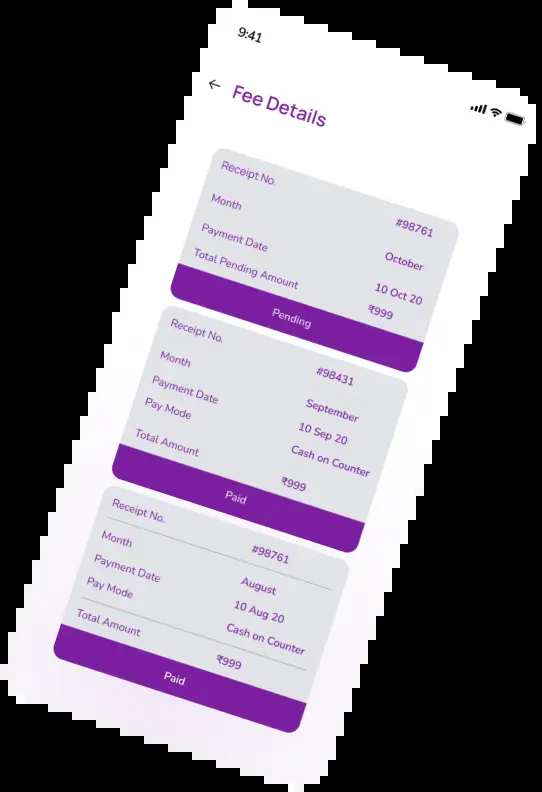 9:41
Fee Details
Receipt No. #98761
Month October
Payment Date 10 Oct 20
Total Pending Amount ₹999
Pending
Receipt No. #98431
Month September
Payment Date 10 Sep 20
Pay Mode Cash on Counter
Total Amount ₹999
Paid
Receipt No. #98761
Month August
Payment Date 10 Aug 20
Pay Mode Cash on Counter
Total Amount ₹999
Paid